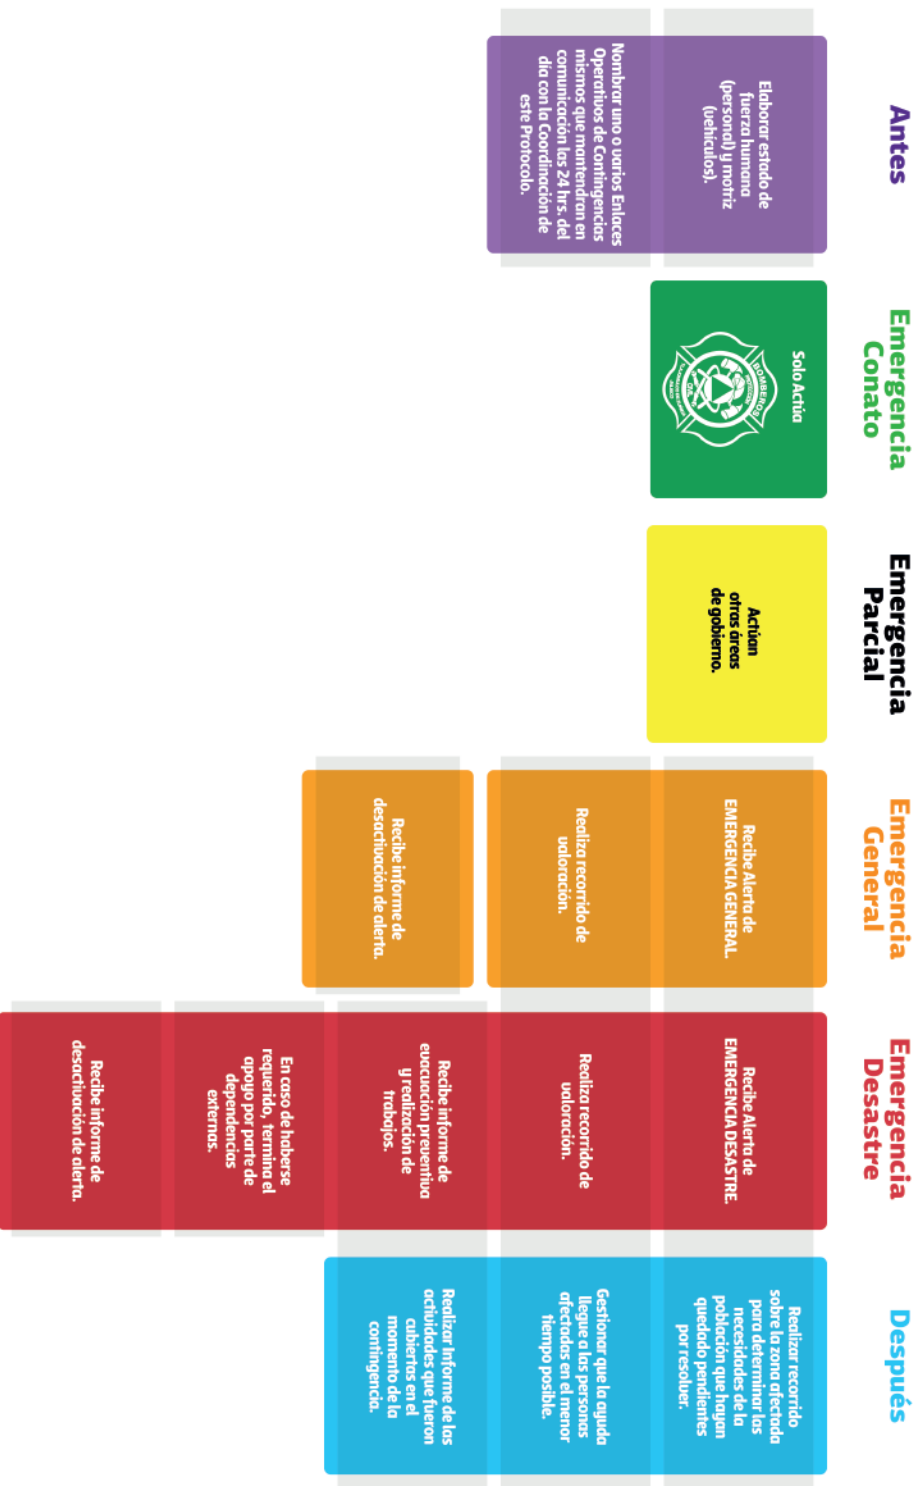 Antes
Elaborar estado de
fuerza humana
(personal) y motriz
(vehículos).
Nombrar uno o varios Enlaces
Operativos de Contingencias
mismos que mantendran en
comunicación las 24 hrs. del
día con la Coordinación de
este Protocolo.
Emergencia
Conato
Solo Actúa
BOMBEROS
Emergencia
Parcial
Actúan
otras áreas
de gobierno.
Emergencia
General
Recibe Alerta de
EMERGENCIA GENERAL.
Realiza recorrido de
valoración.
Recibe informe de
desactivación de alerta.
Emergencia
Desastre
Recibe Alerta de
EMERGENCIA DESASTRE.
Realiza recorrido de
valoración.
Recibe informe de
evacuación preventiva
y realización de
trabajos.
En caso de haberse
requerido, termina el
apoyo por parte de
dependencias
externas.
Recibe informe de
desactivación de alerta.
Después
Realizar recorrido
sobre la zona afectada
para determinar las
necesidades de la
población que hayan
quedado pendientes
por resolver.
Gestionar que la ayuda
llegue a las personas
afectadas en el menor
tiempo posible.
Realizar Informe de las
actividades que fueron
cubiertas en el
momento de la
contingencia.